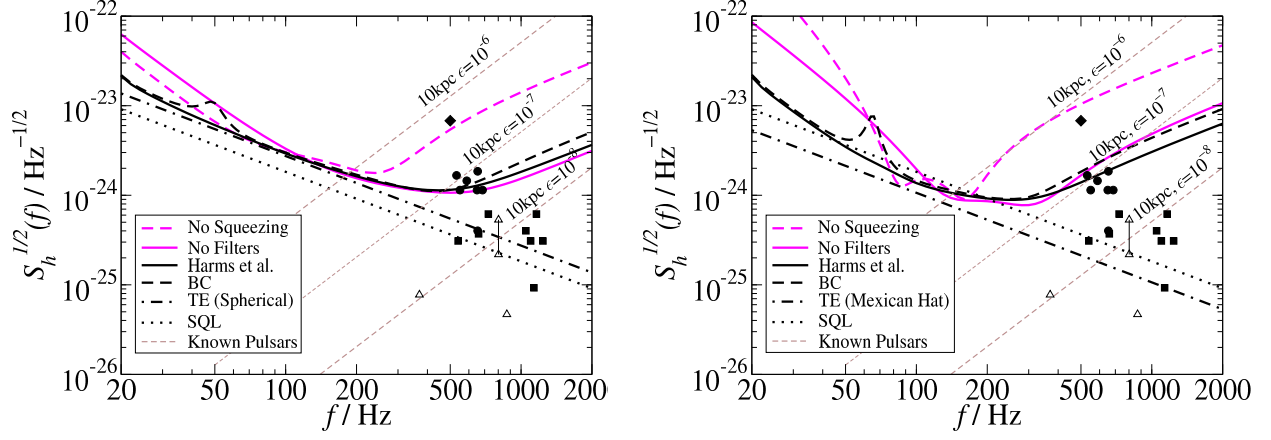 10^-22
10^-23
10^-24
10^-25
10^-26
S_h^1/2(f) / Hz^-1/2
10kpc ε=10^-6
10kpc ε=10^-7
10kpc ε=10^-8
No Squeezing
No Filters
Harms et al.
BC
TE (Spherical)
SQL
Known Pulsars
20 50 100 200 500 1000 2000
f / Hz
10^-22
10^-23
10^-24
10^-25
10^-26
S_h^1/2(f) / Hz^-1/2
10kpc, ε=10^-6
10kpc, ε=10^-7
10kpc, ε=10^-8
No Squeezing
No Filters
Harms et al.
BC
TE (Mexican Hat)
SQL
Known Pulsars
20 50 100 200 500 1000 2000
f / Hz